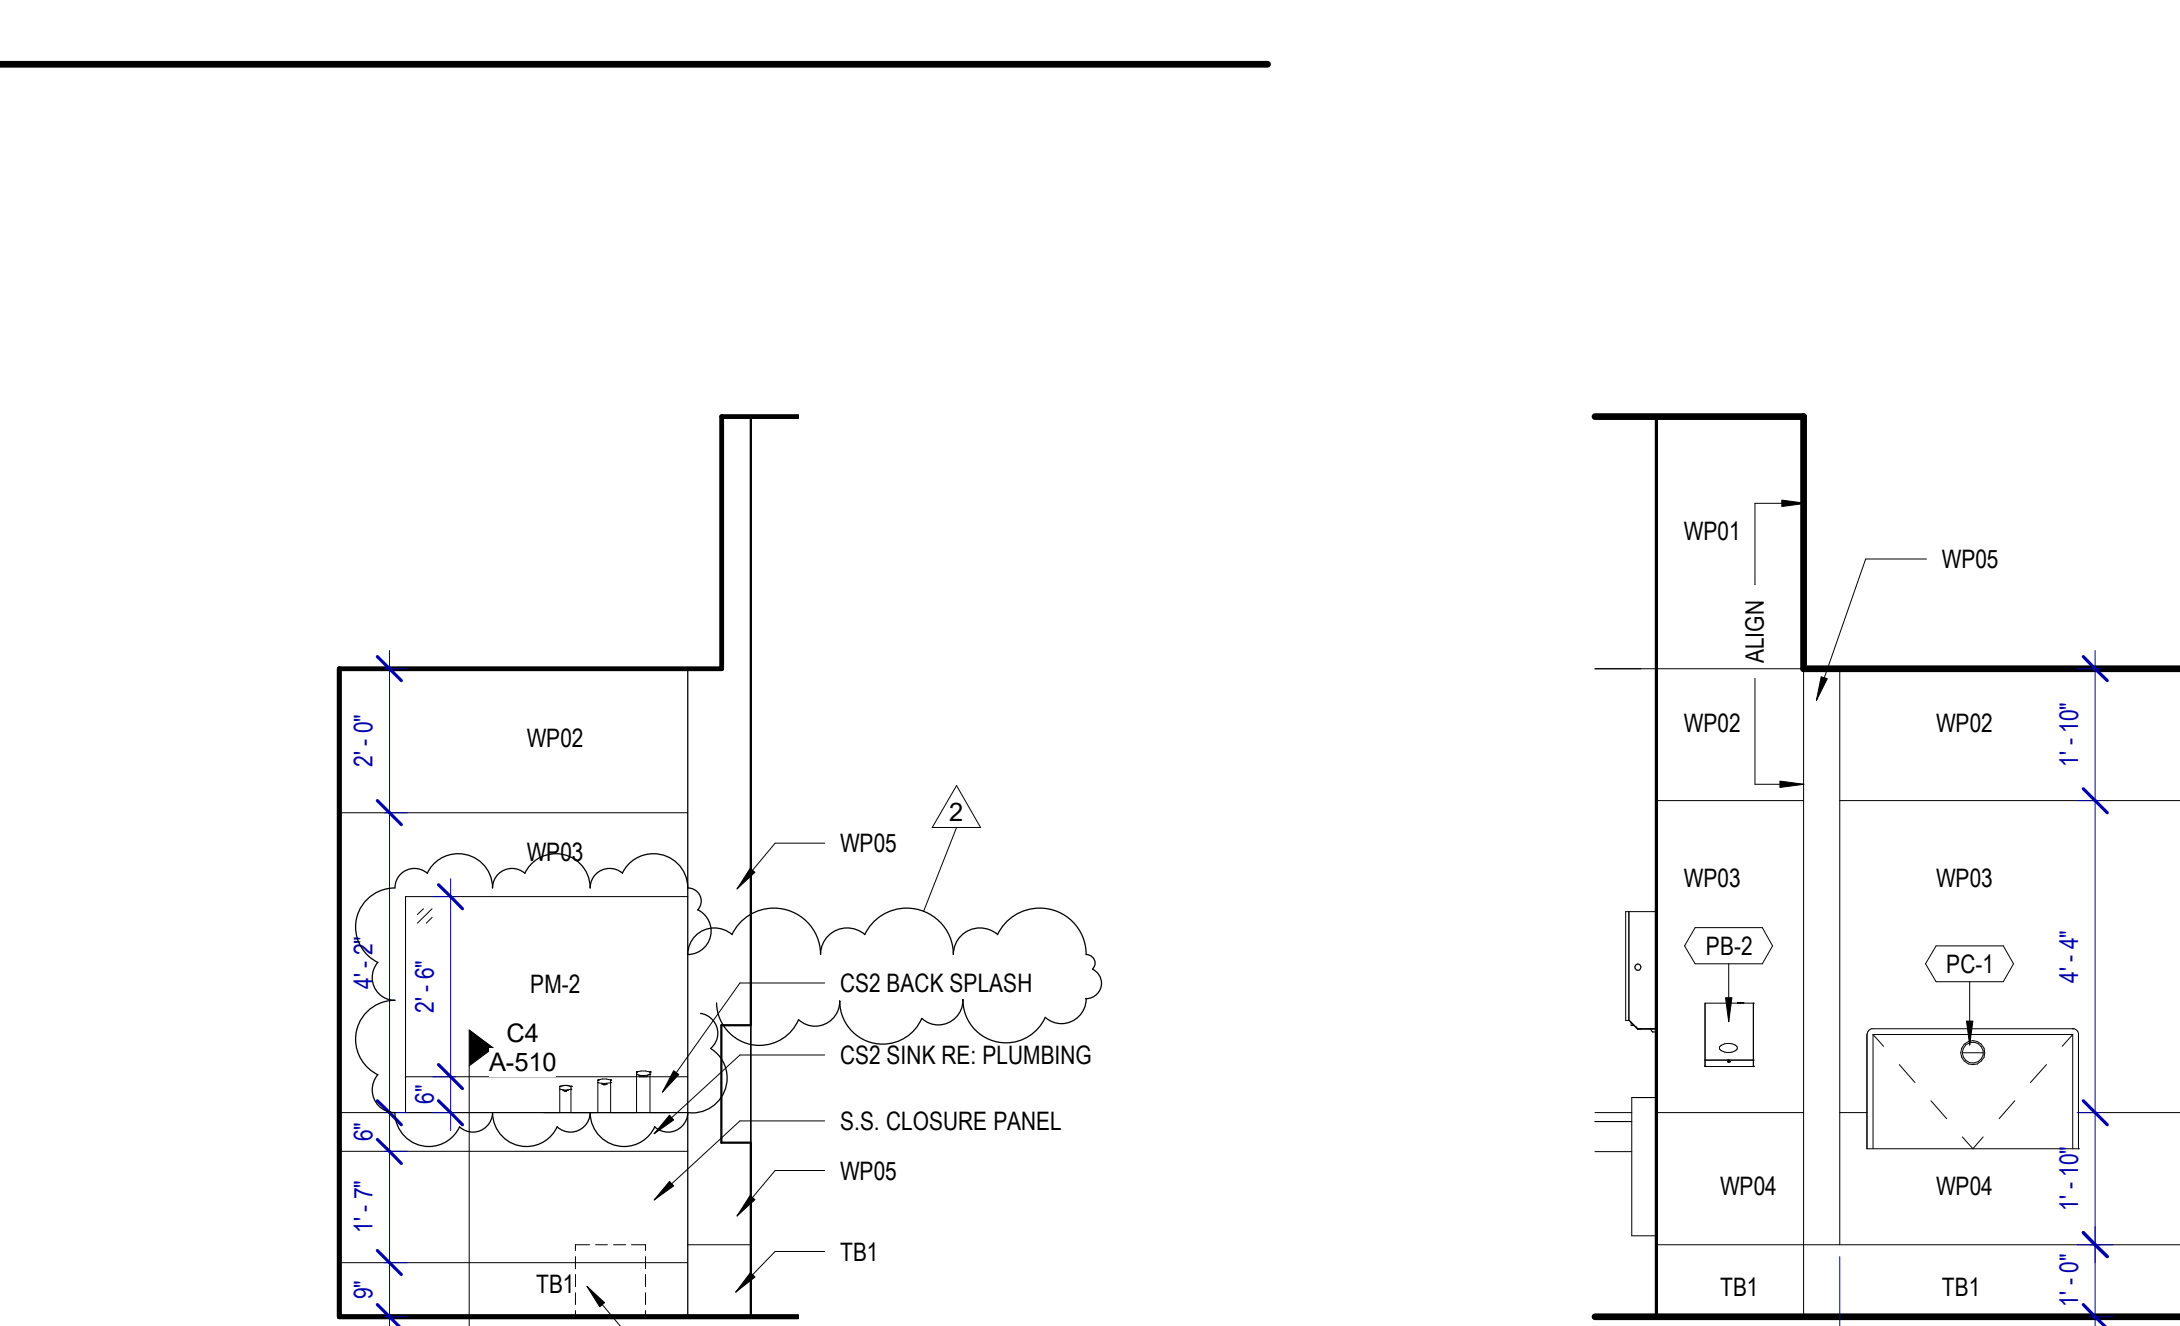 WP01
WP05
ALIGN
2' - 0"
WP02
WP02
WP02
1' - 10"
2
WP03
WP05
WP03
WP03
4' - 2"
2' - 6"
PM-2
CS2 BACK SPLASH
PB-2
PC-1
4' - 4"
C4
A-510
CS2 SINK RE: PLUMBING
6"
6"
S.S. CLOSURE PANEL
1' - 7"
WP05
WP04
WP04
1' - 10"
TB1
9"
TB1
TB1
TB1
1' - 0"